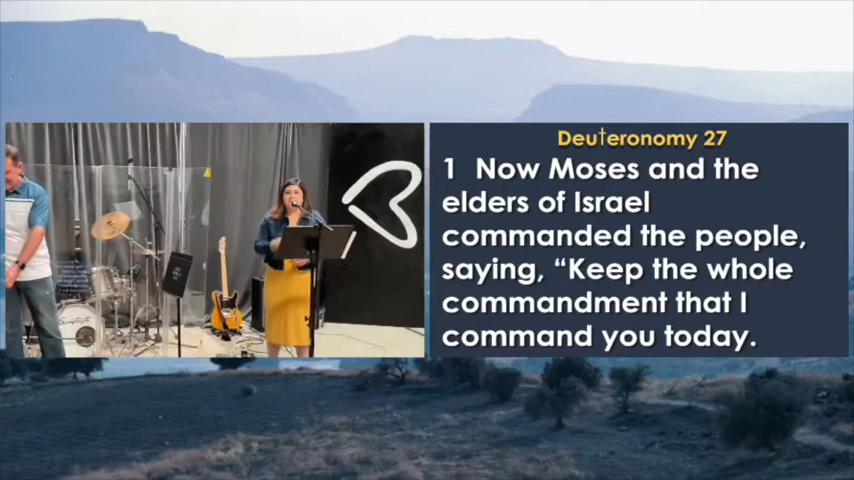 Deuteronomy 27
1 Now Moses and the
elders of Israel
commanded the people,
saying, “Keep the whole
commandment that I
command you today.